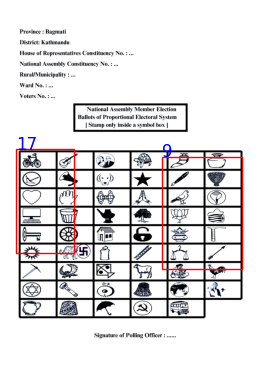 Province : Bagmati
District: Kathmandu
House of Representatives Constituency No. : ...
National Assembly Constituency No. : ...
Rural/Municipality : ...
Ward No. : ...
Voters No. : ...
National Assembly Member Election
Ballots of Proportional Electoral System
[ Stamp only inside a symbol box ]
17
9
Signature of Polling Officer : ......